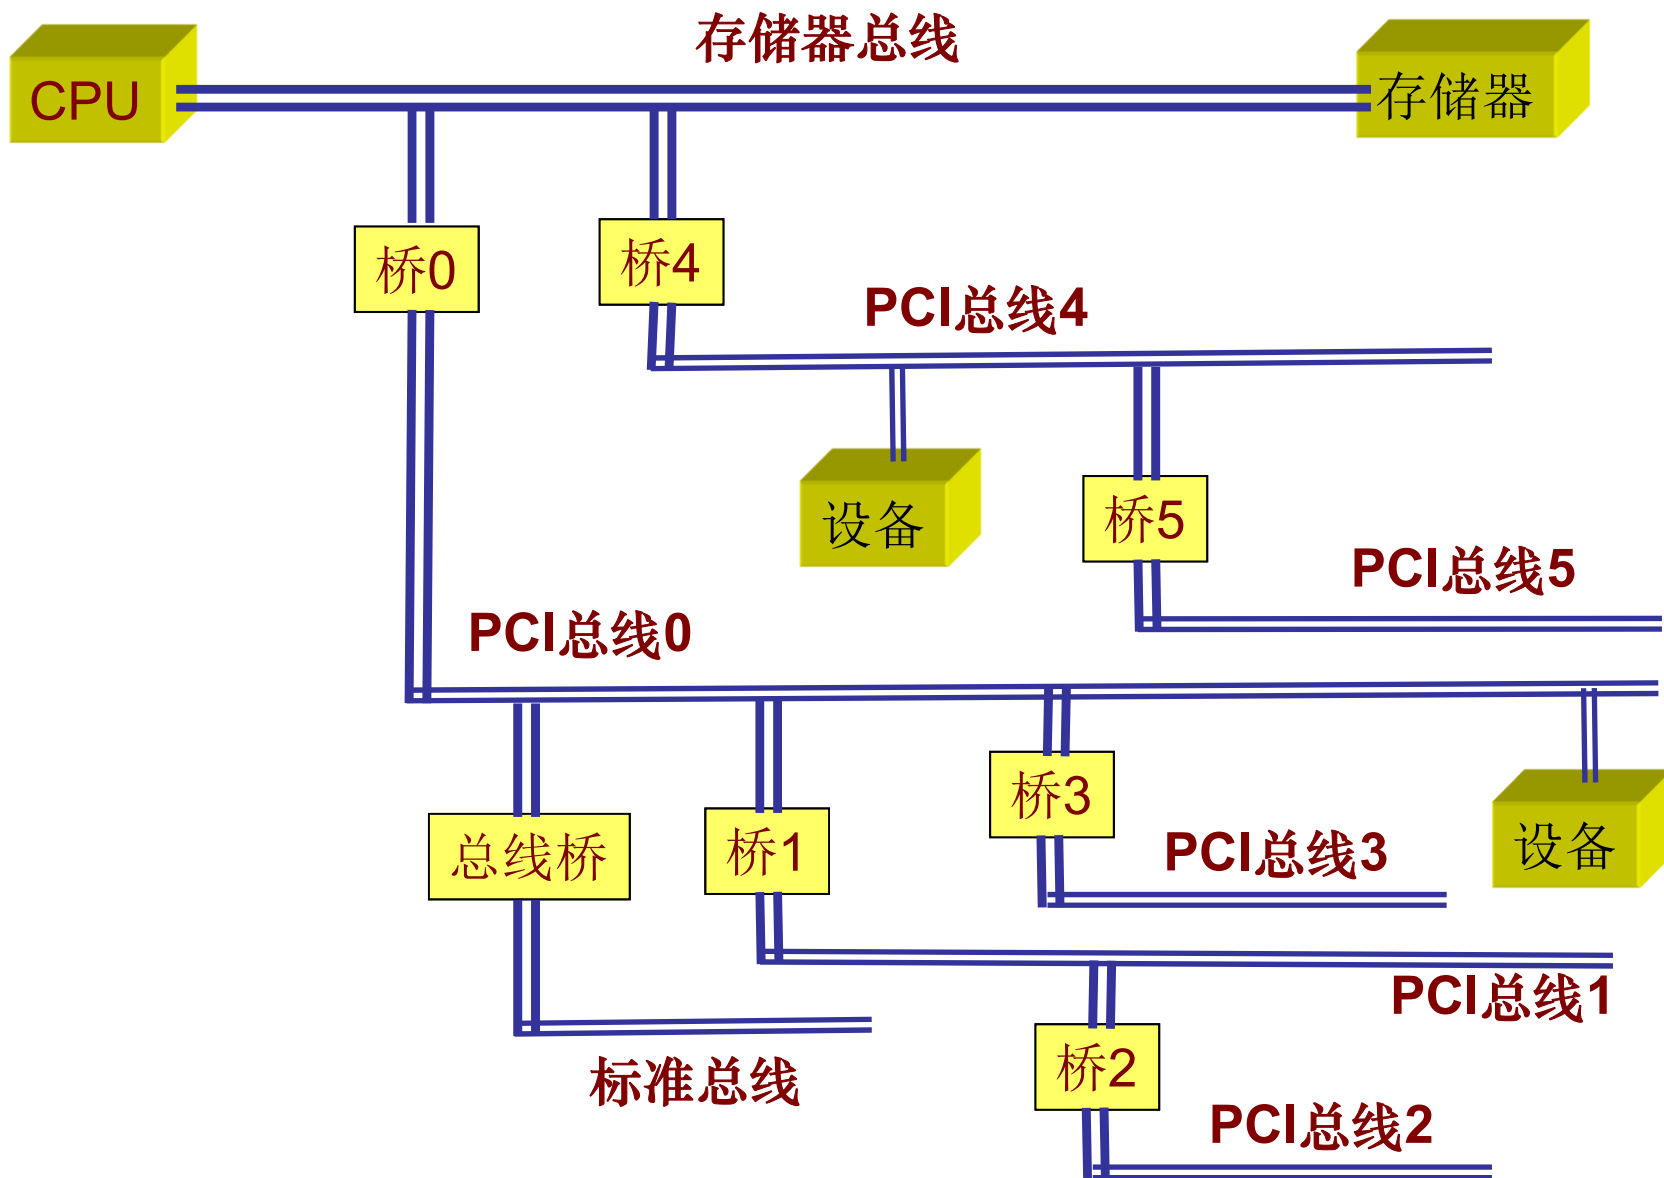 存储器总线
CPU
存储器
桥0
桥4
PCI总线4
设备
桥5
PCI总线5
PCI总线0
桥3
总线桥
桥1
PCI总线3
设备
PCI总线1
标准总线
桥2
PCI总线2